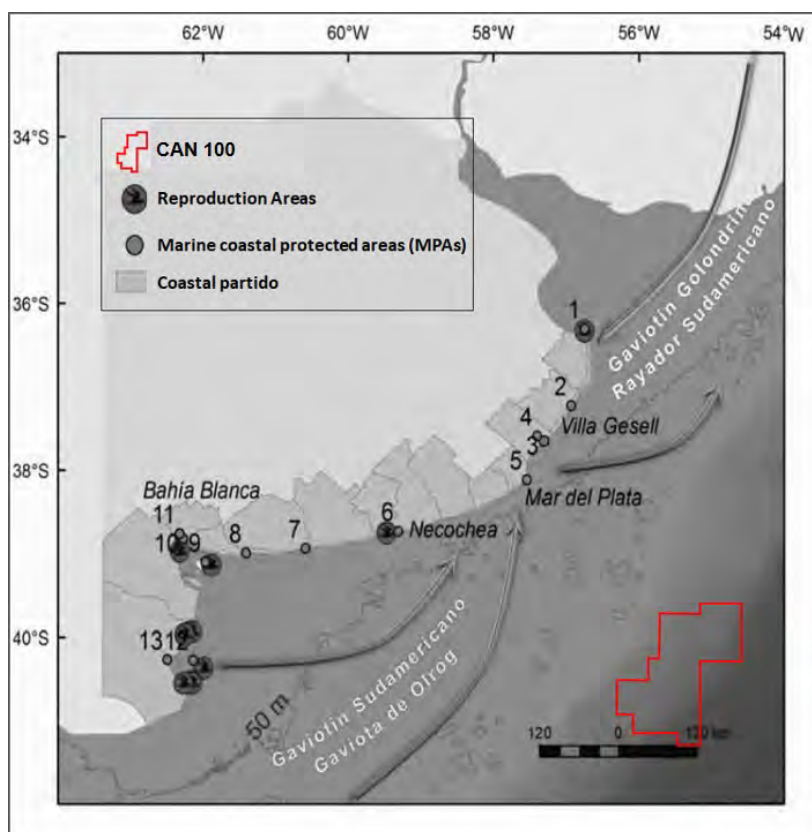 62°W 60°W 58°W 56°W 54°W
34°S
36°S
38°S
40°S
CAN 100
Reproduction Areas
Marine coastal protected areas (MPAs)
Coastal partido
Gaviotín Golondrina
Rayador Sudamericano
1
2
Villa Gesell
4
3
5
Mar del Plata
Bahía Blanca
11
10 9
8
7
6
Necochea
13 12
50 m
Gaviotín Sudamericano
Gaviota de Olrog
120 0 120 km